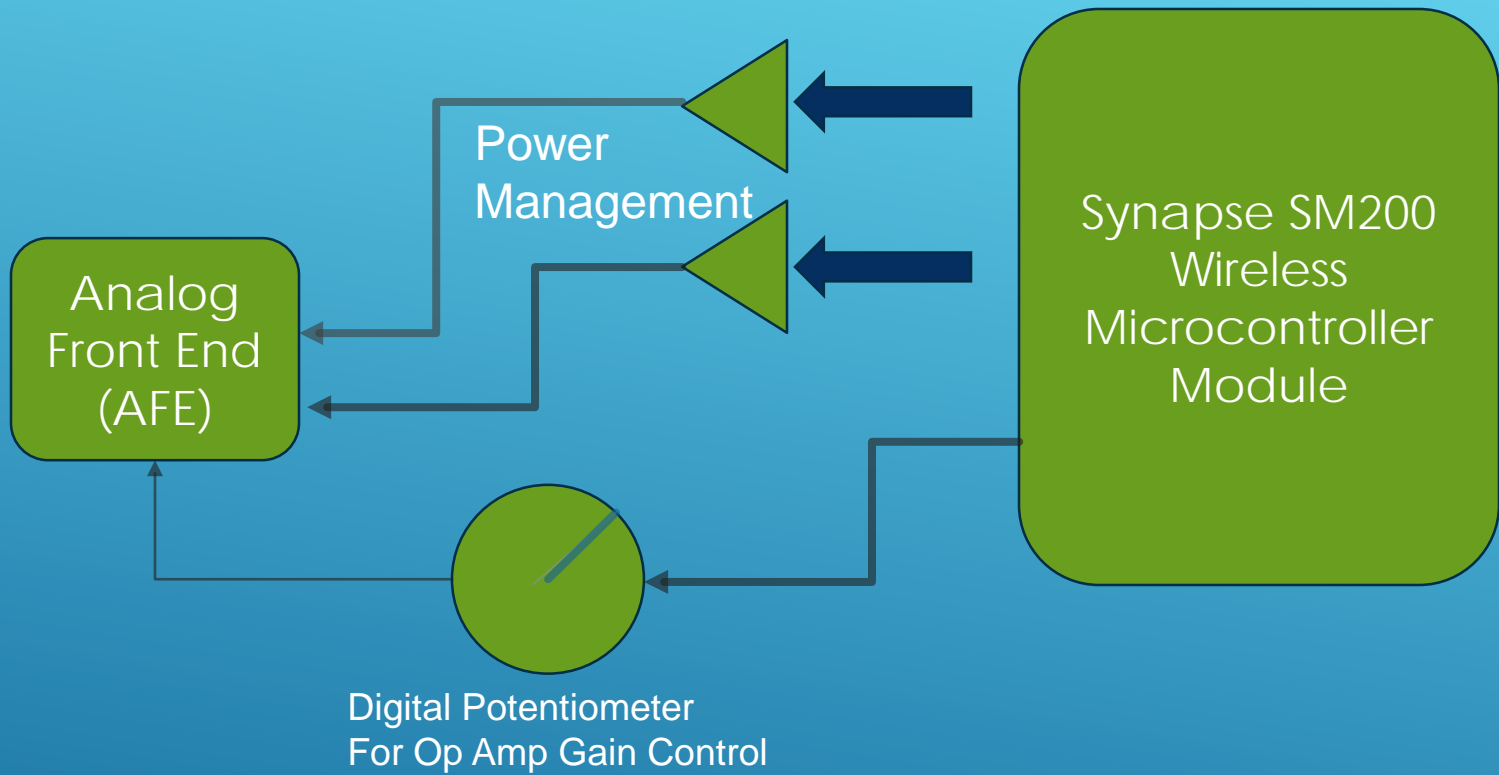 Power
Management
Synapse SM200
Wireless
Microcontroller
Module
Analog
Front End
(AFE)
Digital Potentiometer
For Op Amp Gain Control